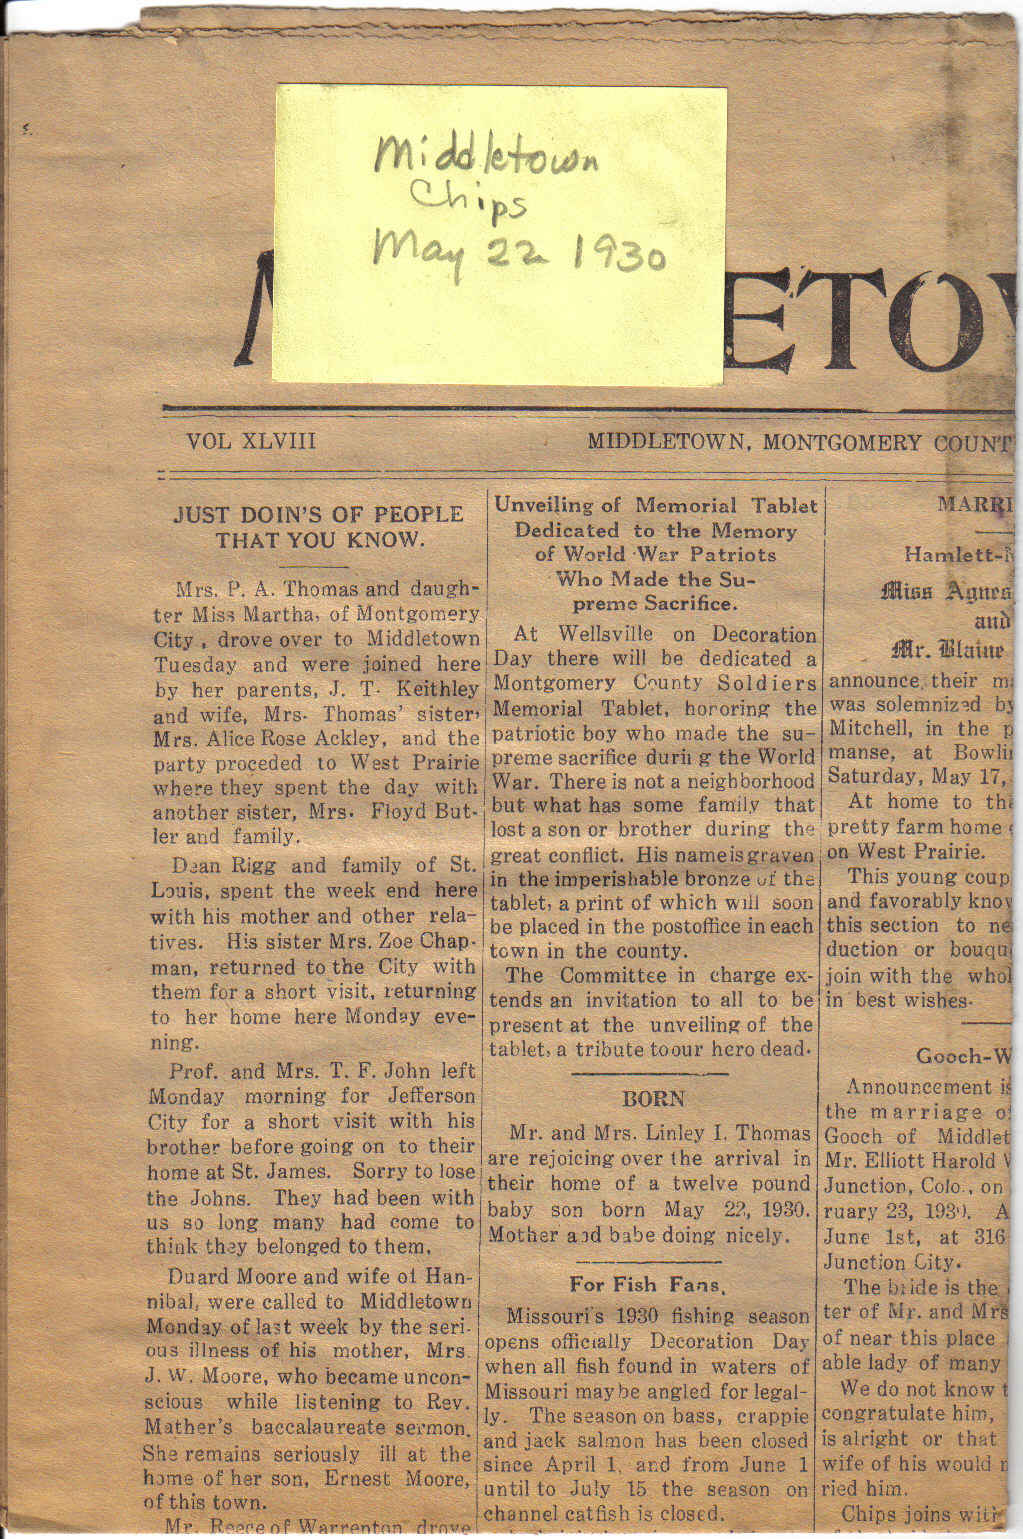 Middletown
Chips
May 22 1930
ETO
VOL XLVIII
MIDDLETOWN, MONTGOMERY COUNT
JUST DOIN'S OF PEOPLE
THAT YOU KNOW.
Mrs. P. A. Thomas and daugh-
ter Miss Martha, of Montgomery
City , drove over to Middletown
Tuesday and were joined here
by her parents, J. T. Keithley
and wife, Mrs. Thomas' sister,
Mrs. Alice Rose Ackley, and the
party proceded to West Prairie
where they spent the day with
another sister, Mrs. Floyd But-
ler and family.
Dean Rigg and family of St.
Louis, spent the week end here
with his mother and other rela-
tives. His sister Mrs. Zoe Chap-
man, returned to the City with
them for a short visit, returning
to her home here Monday eve-
ning.
Prof. and Mrs. T. F. John left
Monday morning for Jefferson
City for a short visit with his
brother before going on to their
home at St. James. Sorry to lose
the Johns. They had been with
us so long many had come to
think they belonged to them,
Duard Moore and wife of Han-
nibal, were called to Middletown
Monday of last week by the seri-
ous illness of his mother, Mrs.
J. W. Moore, who became uncon-
scious while listening to Rev.
Mather's baccalaureate sermon.
She remains seriously ill at the
home of her son, Ernest Moore,
of this town.
Mr. Reece of Warrenton drove
Unveiling of Memorial Tablet
Dedicated to the Memory
of World War Patriots
Who Made the Su-
preme Sacrifice.
At Wellsville on Decoration
Day there will be dedicated a
Montgomery County Soldiers
Memorial Tablet, honoring the
patriotic boy who made the su-
preme sacrifice during the World
War. There is not a neighborhood
but what has some family that
lost a son or brother during the
great conflict. His name is graven
in the imperishable bronze of the
tablet, a print of which will soon
be placed in the postoffice in each
town in the county.
The Committee in charge ex-
tends an invitation to all to be
present at the unveiling of the
tablet, a tribute to our hero dead.
BORN
Mr. and Mrs. Linley I. Thomas
are rejoicing over the arrival in
their home of a twelve pound
baby son born May 22, 1930.
Mother and babe doing nicely.
For Fish Fans.
Missouri's 1930 fishing season
opens officially Decoration Day
when all fish found in waters of
Missouri may be angled for legal-
ly. The season on bass, crappie
and jack salmon has been closed
since April 1, and from June 1
until to July 15 the season on
channel catfish is closed.
MARRI
Hamlett-
Miss Agnes
and
Mr. Blaine
announce, their m
was solemnized by
Mitchell, in the p
manse, at Bowli
Saturday, May 17,
At home to th
pretty farm home
on West Prairie.
This young coup
and favorably know
this section to ne
duction or bouqu
join with the whol
in best wishes.
Gooch-W
Announcement is
the marriage o
Gooch of Middlet
Mr. Elliott Harold
Junction, Colo., on
ruary 23, 1930. A
June 1st, at 316
Junction City.
The bride is the
ter of Mr. and Mrs
of near this place
able lady of many
We do not know t
congratulate him,
is alright or that
wife of his would
ried him.
Chips joins with